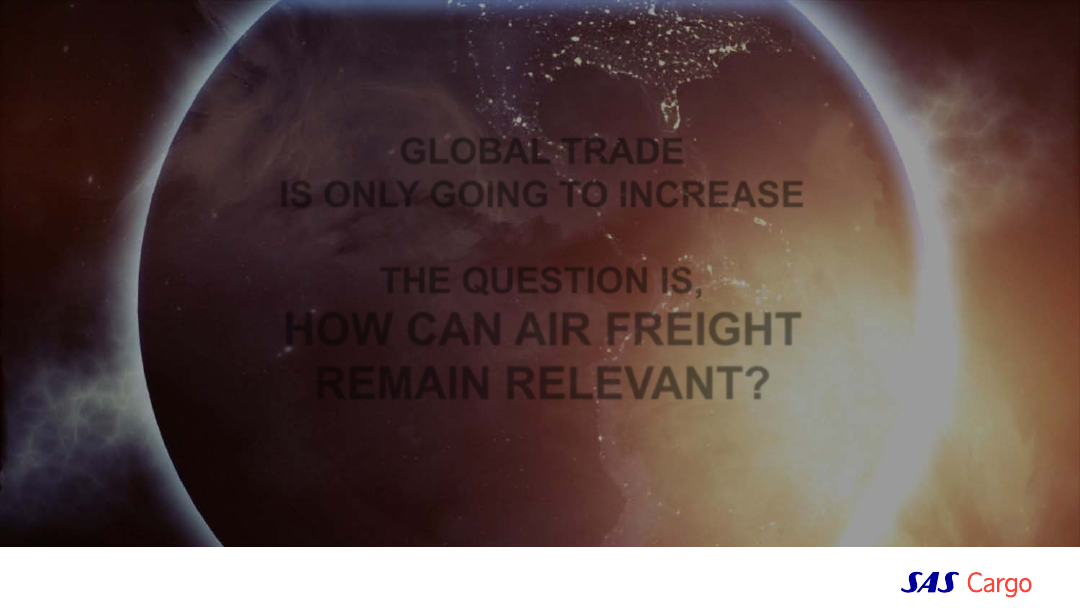 GLOBAL TRADE
IS ONLY GOING TO INCREASE
THE QUESTION IS,
HOW CAN AIR FREIGHT
REMAIN RELEVANT?
SAS Cargo